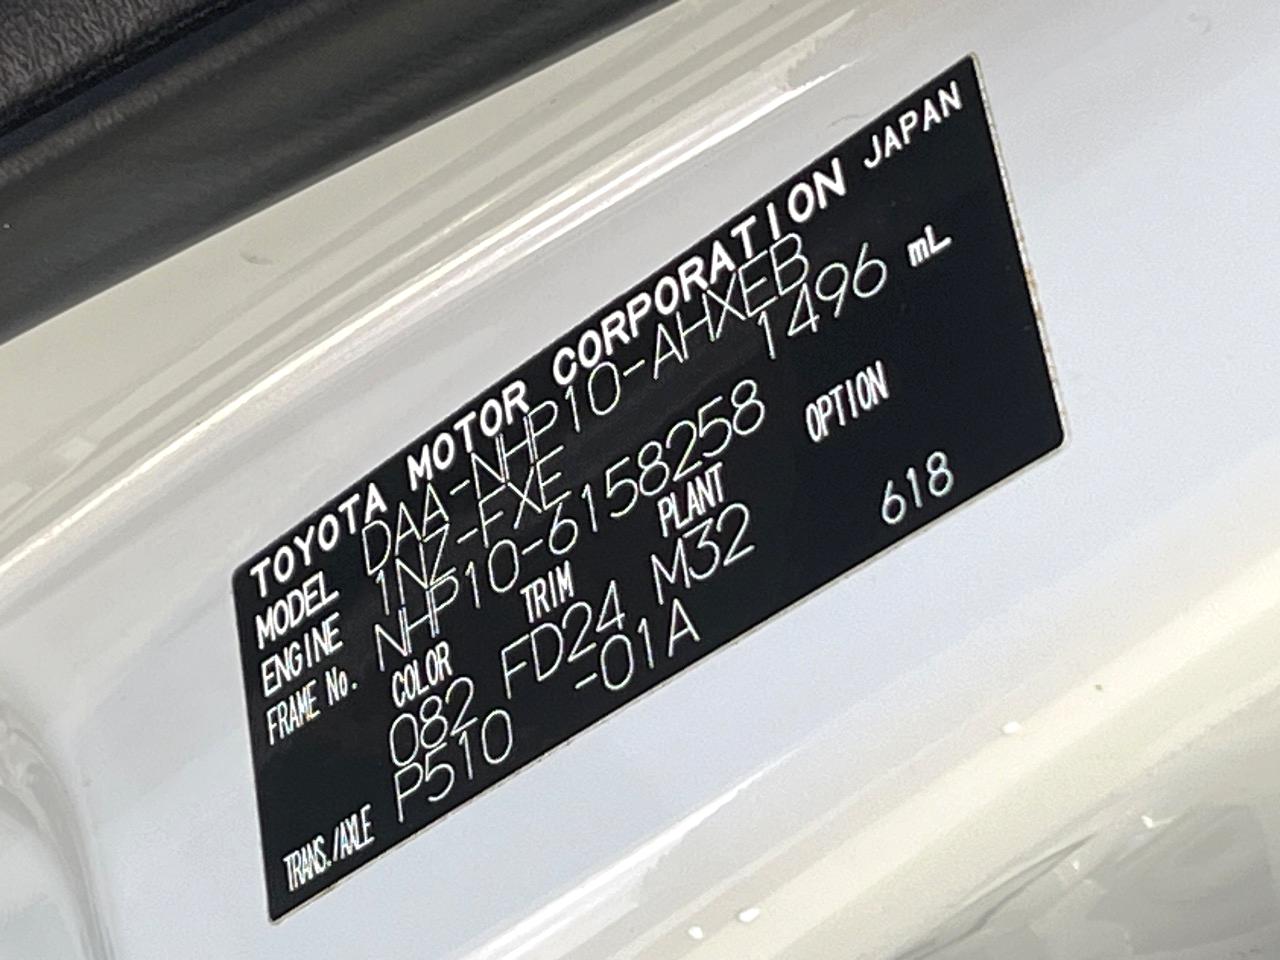 TOYOTA MOTOR CORPORATION JAPAN
MODEL DAA-NHP10-AHXEB
ENGINE 1NZ-FXE 1496 mL
FRAME No. NHP10-6158258
COLOR TRIM PLANT OPTION
082 FD24 M32 618
TRANS./AXLE P510 -01A